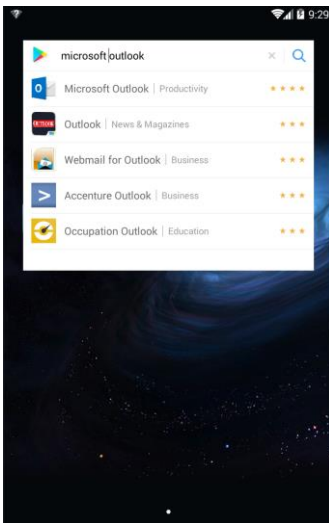 9:29
microsoft outlook
Microsoft Outlook | Productivity
Outlook | News & Magazines
Webmail for Outlook | Business
Accenture Outlook | Business
Occupation Outlook | Education